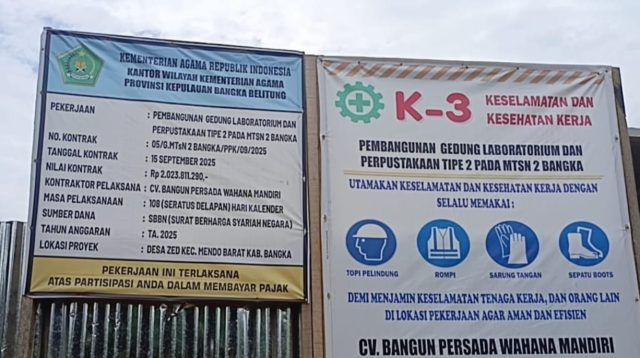 KEMENTERIAN AGAMA REPUBLIK INDONESIA
KANTOR WILAYAH KEMENTERIAN AGAMA
PROVINSI KEPULAUAN BANGKA BELITUNG
PEKERJAAN : PEMBANGUNAN GEDUNG LABORATORIUM DAN
PERPUSTAKAAN TIPE 2 PADA MTSN 2 BANGKA
NO. KONTRAK : 05/G.MTsN 2 BANGKA/PPK/09/2025
TANGGAL KONTRAK : 15 SEPTEMBER 2025
NILAI KONTRAK : Rp 2.023.811.290,-
KONTRAKTOR PELAKSANA : CV. BANGUN PERSADA WAHANA MANDIRI
MASA PELAKSANAAN : 108 (SERATUS DELAPAN) HARI KALENDER
SUMBER DANA : SBBN (SURAT BERHARGA SYARIAH NEGARA)
TAHUN ANGGARAN : TA. 2025
LOKASI PROYEK : DESA ZED KEC. MENDO BARAT KAB. BANGKA
PEKERJAAN INI TERLAKSANA
ATAS PARTISIPASI ANDA DALAM MEMBAYAR PAJAK
K-3 KESELAMATAN DAN
KESEHATAN KERJA
PEMBANGUNAN GEDUNG LABORATORIUM DAN
PERPUSTAKAAN TIPE 2 PADA MTSN 2 BANGKA
UTAMAKAN KESELAMATAN DAN KESEHATAN KERJA DENGAN
SELALU MEMAKAI :
TOPI PELINDUNG ROMPI SARUNG TANGAN SEPATU BOOTS
DEMI MENJAMIN KESELAMATAN TENAGA KERJA, DAN ORANG LAIN
DI LOKASI PEKERJAAN AGAR AMAN DAN EFISIEN
CV. BANGUN PERSADA WAHANA MANDIRI